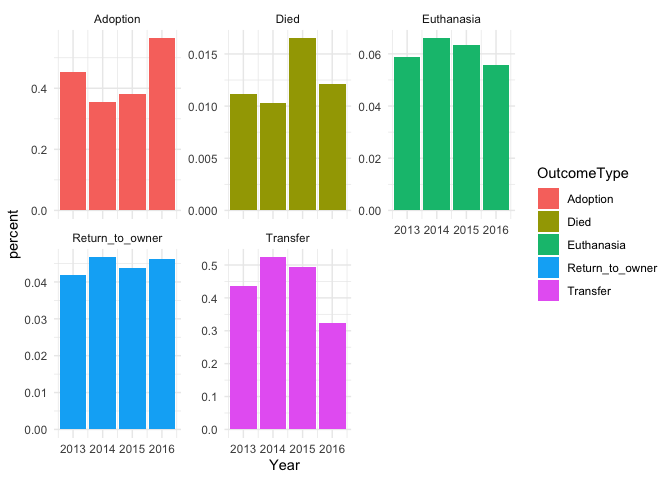 Adoption
Died
Euthanasia
0.4
0.2
0.0
0.015
0.010
0.005
0.000
0.06
0.04
0.02
0.00
2013 2014 2015 2016
percent
Return_to_owner
Transfer
0.04
0.03
0.02
0.01
0.00
0.5
0.4
0.3
0.2
0.1
0.0
2013 2014 2015 2016
2013 2014 2015 2016
Year
OutcomeType
Adoption
Died
Euthanasia
Return_to_owner
Transfer